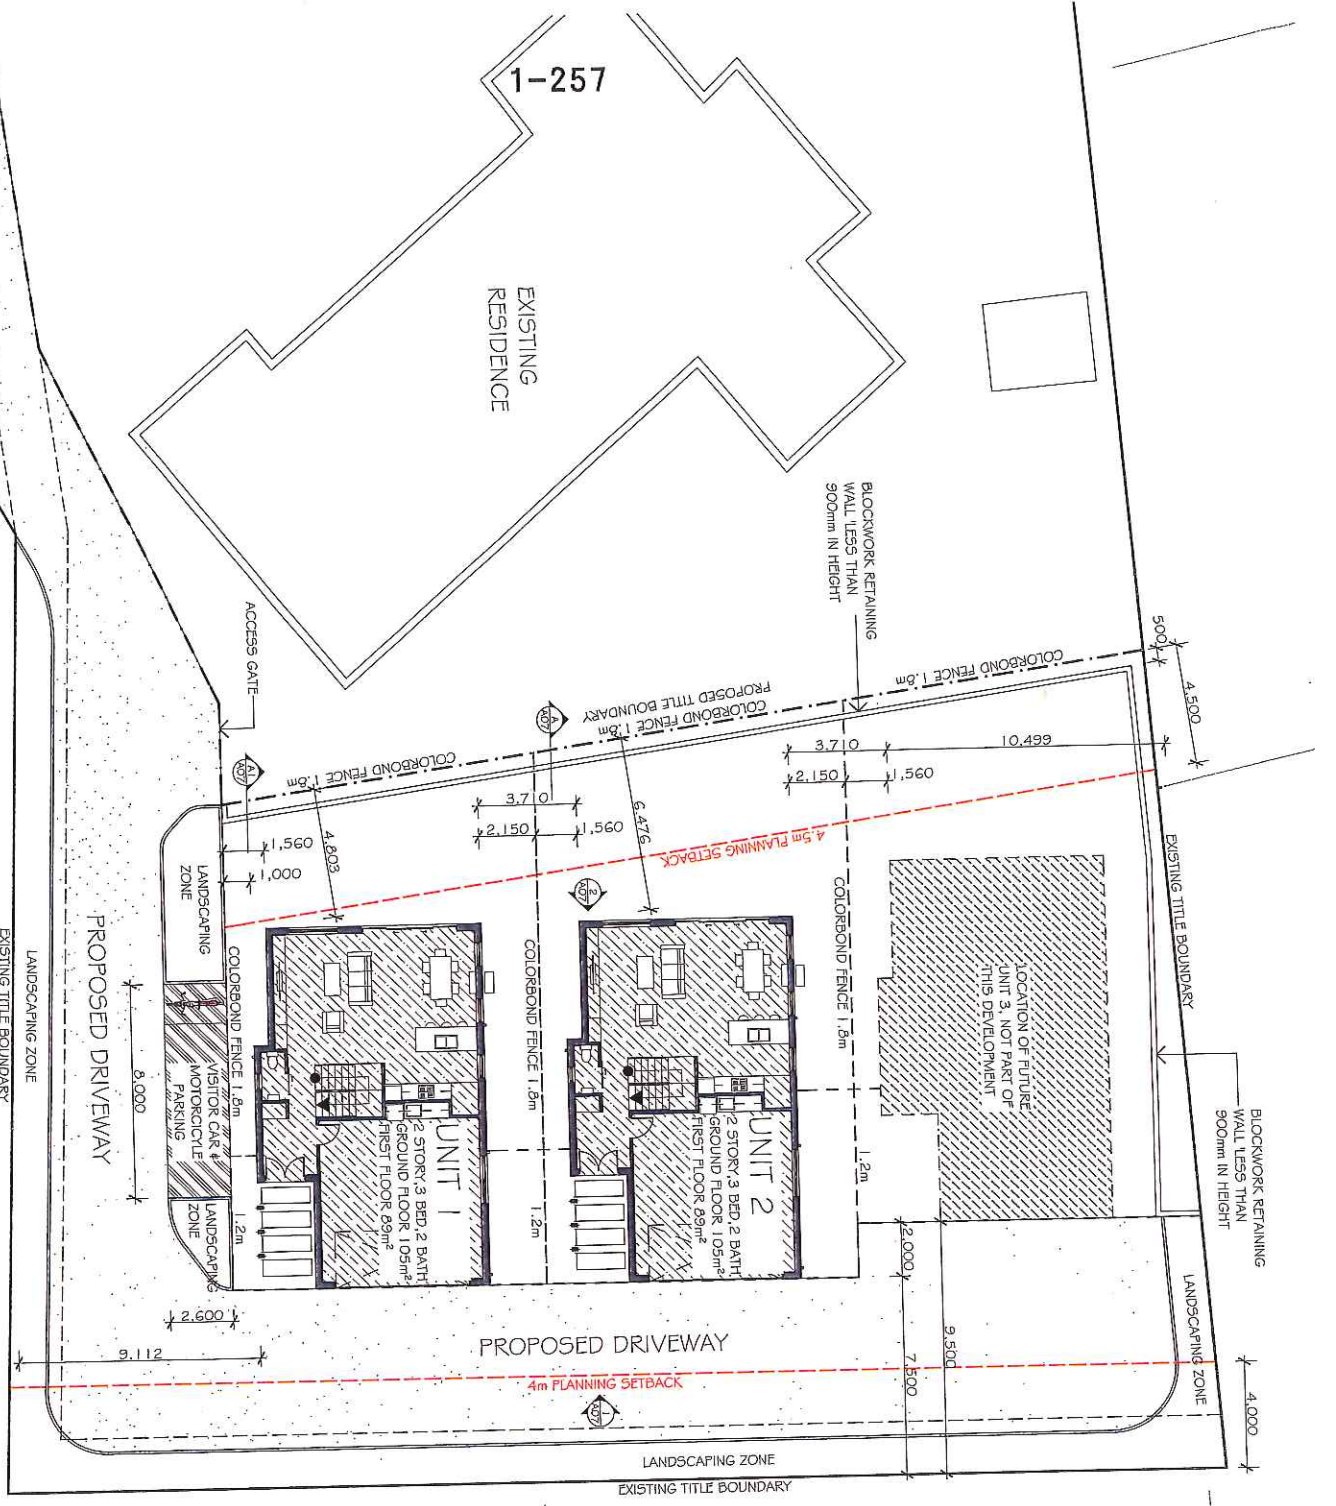 1-257
EXISTING
RESIDENCE
BLOCKWORK RETAINING
WALL 'LESS THAN
900mm IN HEIGHT
ACCESS GATE
500
4,500
COLORBOND FENCE 1.8m
PROPOSED TITLE BOUNDARY
COLORBOND FENCE 1.8m
COLORBOND FENCE 1.8m
A
A07
A1
A07
3,710
10,499
2,150
1,560
3,710
2,150
1,560
6,476
4,803
1,560
1,000
4.5m PLANNING SETBACK
2
A07
EXISTING TITLE BOUNDARY
LANDSCAPING
ZONE
COLORBOND FENCE 1.8m
COLORBOND FENCE 1.8m
COLORBOND FENCE 1.8m
LOCATION OF FUTURE
UNIT 3, NOT PART OF
THIS DEVELOPMENT
BLOCKWORK RETAINING
WALL 'LESS THAN
900mm IN HEIGHT
PROPOSED DRIVEWAY
LANDSCAPING ZONE
EXISTING TITLE BOUNDARY
8,000
VISITOR CAR &
MOTORCICYLE
PARKING
UNIT 1
2 STORY, 3 BED, 2 BATH
GROUND FLOOR 105m²
FIRST FLOOR 89m²
UNIT 2
2 STORY, 3 BED, 2 BATH
GROUND FLOOR 105m²
FIRST FLOOR 89m²
1.2m
1.2m
1.2m
LANDSCAPING
ZONE
2,600
9,112
2,000
7,500
9,500
4,000
LANDSCAPING ZONE
PROPOSED DRIVEWAY
4m PLANNING SETBACK
1
A07
LANDSCAPING ZONE
EXISTING TITLE BOUNDARY